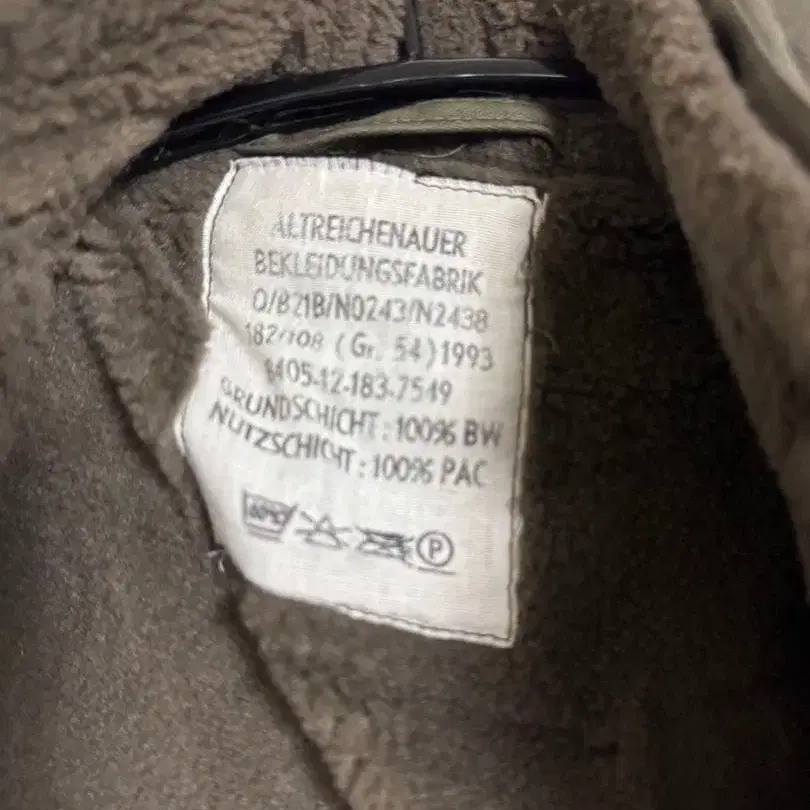 ALTREICHENAUER
BEKLEIDUNGSFABRIK
O/B21B/N0243/N2438
182/108 (Gr. 54) 1993
8405-12-183-7549
GRUNDSCHICHT : 100% BW
NUTZSCHICHT : 100% PAC
P